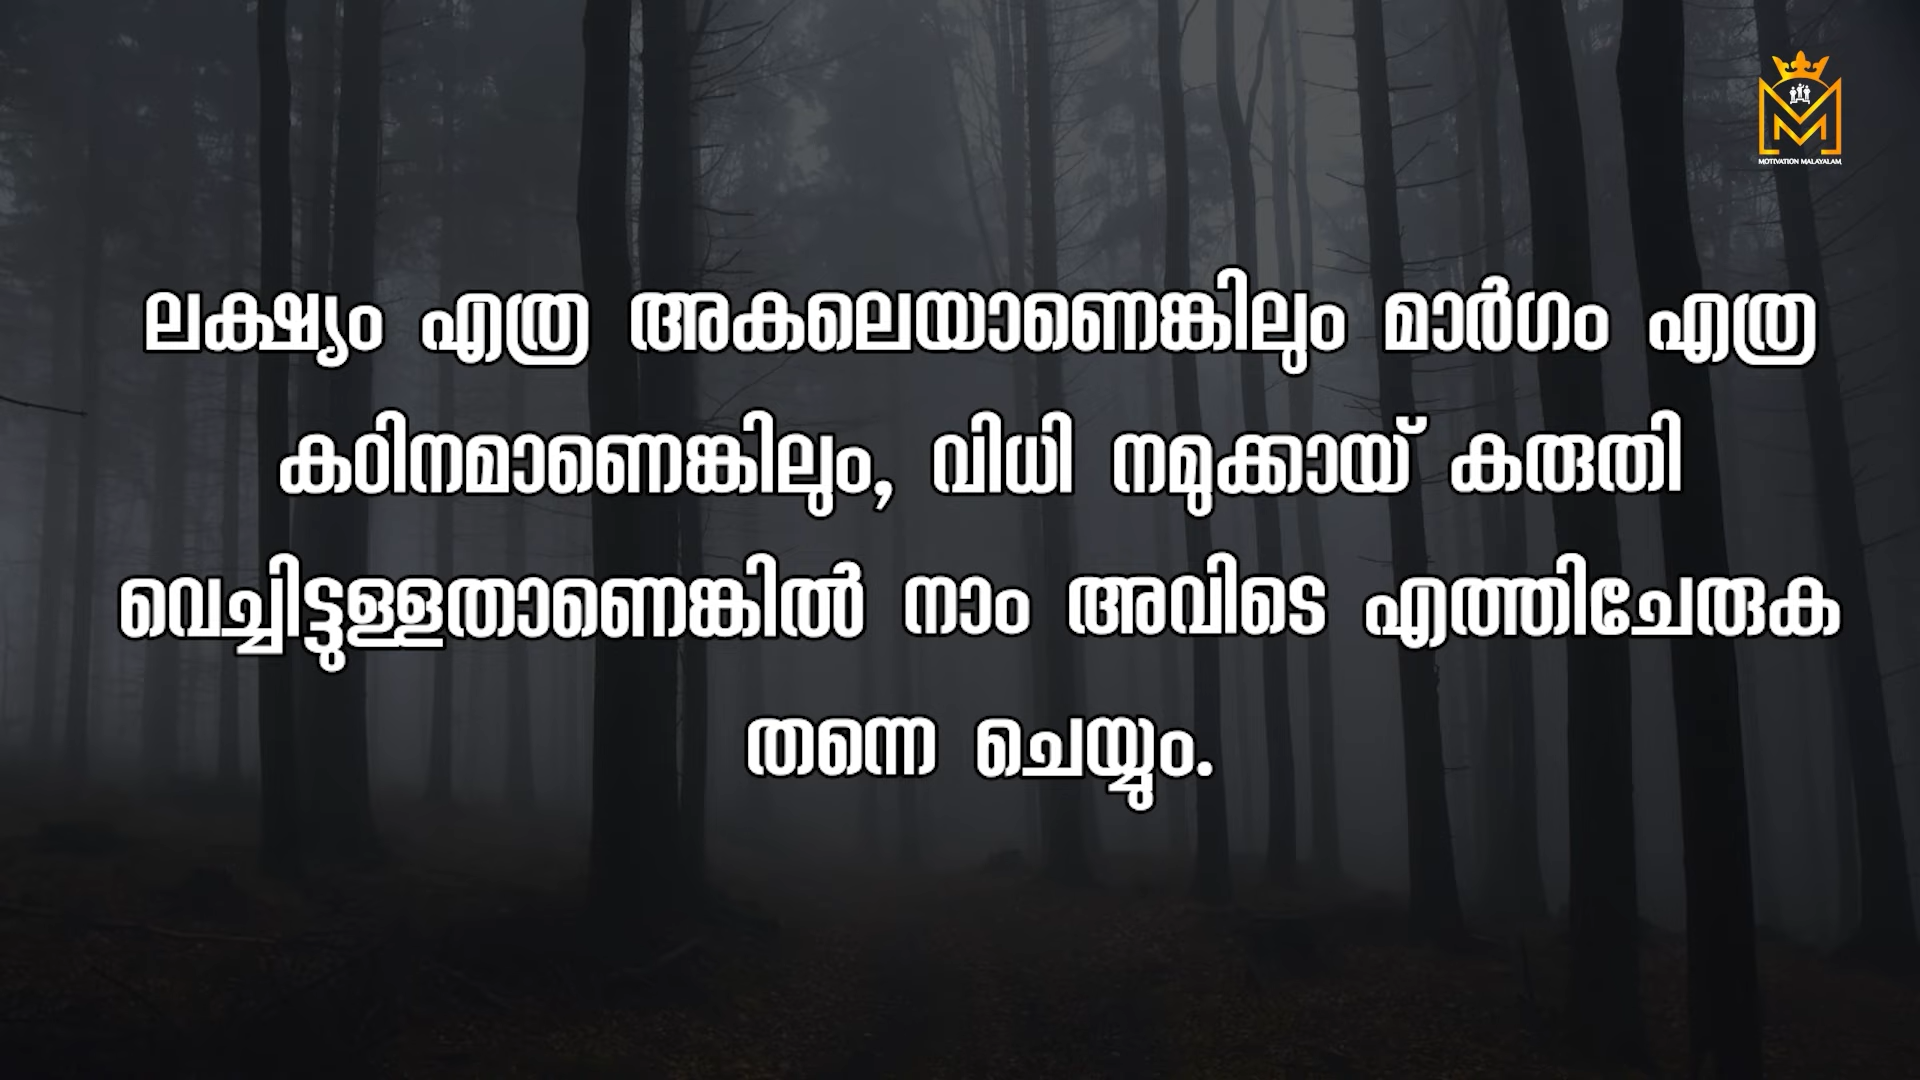 MOTIVATION MALAYALAM
ലക്ഷ്യം എത്ര അകലെയാണെങ്കിലും മാർഗം എത്ര
കഠിനമാണെങ്കിലും, വിധി നമുക്കായ് കരുതി
വെച്ചിട്ടുള്ളതാണെങ്കിൽ നാം അവിടെ എത്തിചേരുക
തന്നെ ചെയ്യും.